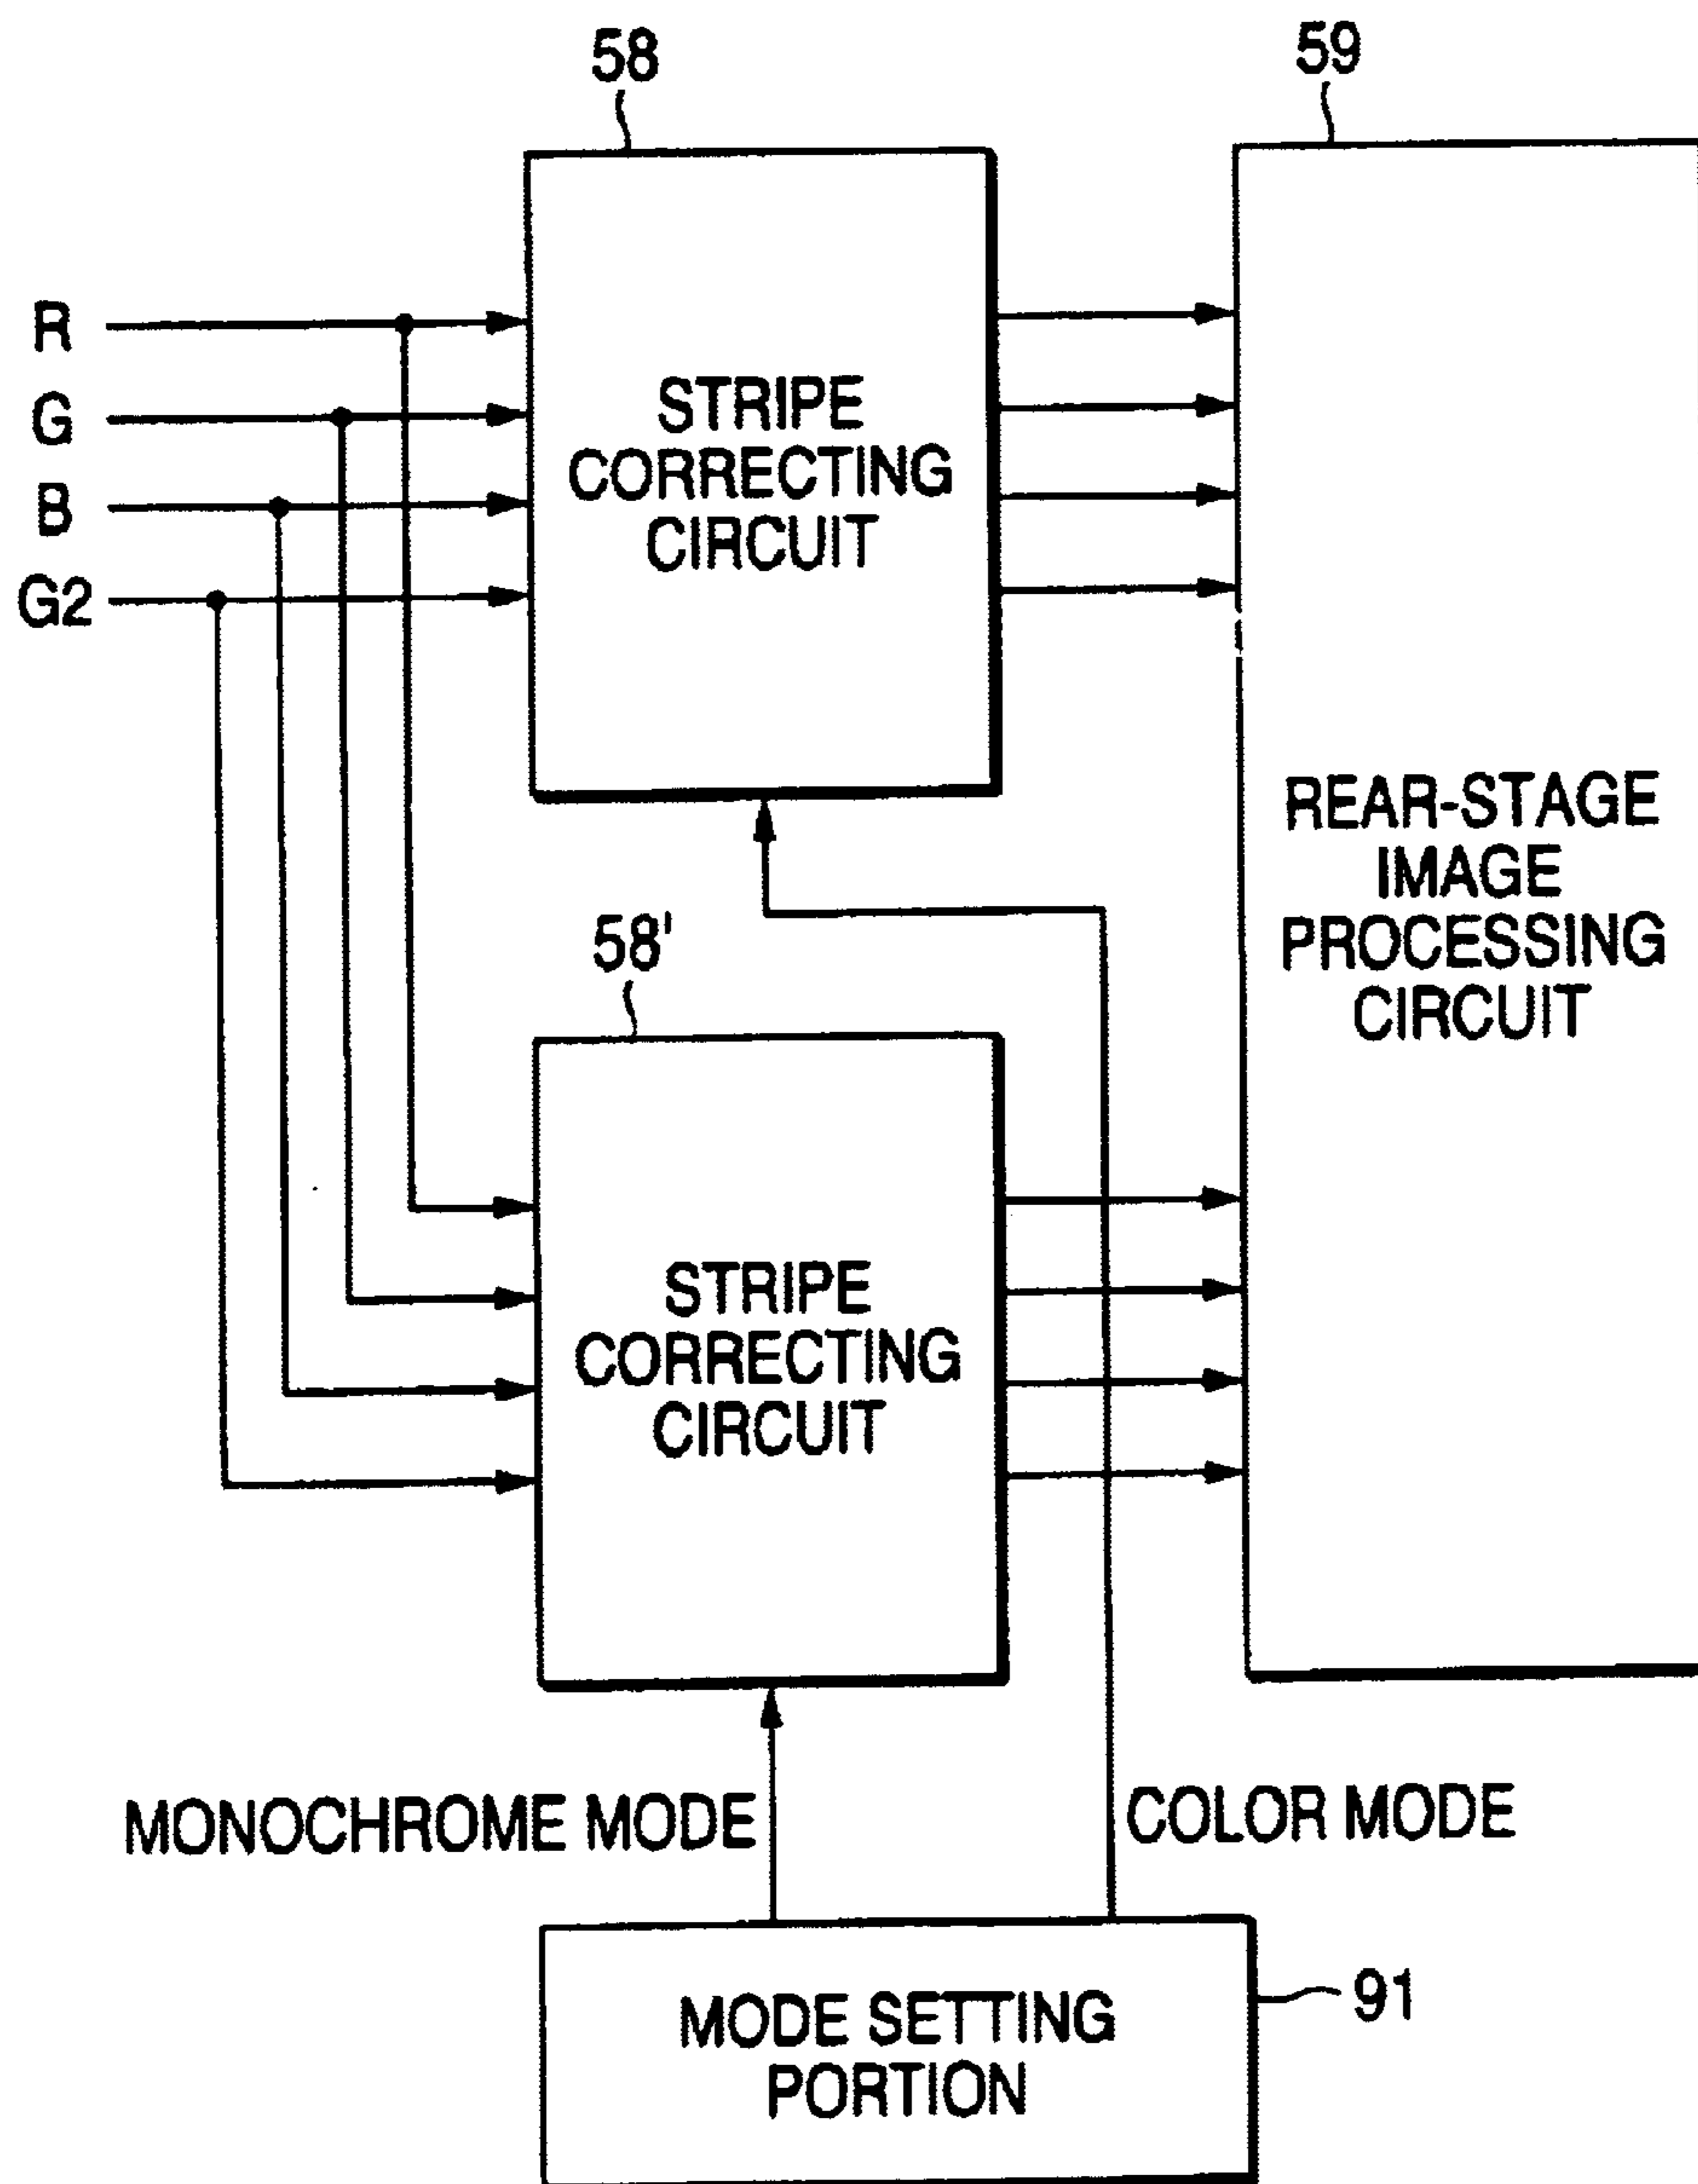 58
59
R
G
B
G2
STRIPE
CORRECTING
CIRCUIT
REAR-STAGE
IMAGE
PROCESSING
CIRCUIT
58'
STRIPE
CORRECTING
CIRCUIT
MONOCHROME MODE
COLOR MODE
MODE SETTING
PORTION
91